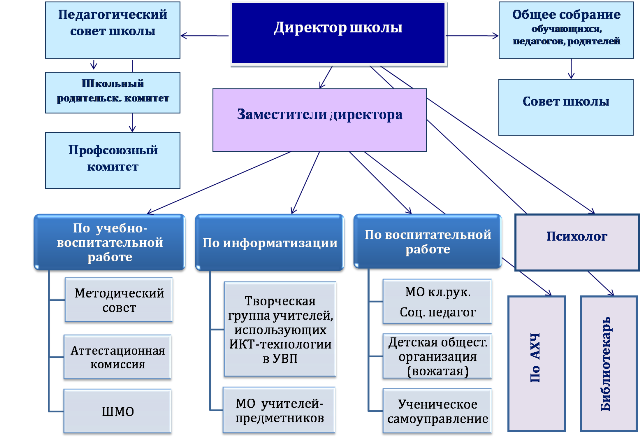 Педагогический
совет школы
Директор школы
Общее собрание
обучающихся,
педагогов, родителей
Школьный
родительск. комитет
Заместители директора
Совет школы
Профсоюзный
комитет
По учебно-
воспитательной
работе
По информатизации
По воспитательной
работе
Психолог
Методический
совет
Аттестационная
комиссия
ШМО
Творческая
группа учителей,
использующих
ИКТ-технологии
в УВП
МО учителей-
предметников
МО кл.рук.
Соц. педагог
Детская общест.
организация
(вожатая)
Ученическое
самоуправление
По АХЧ
Библиотекарь